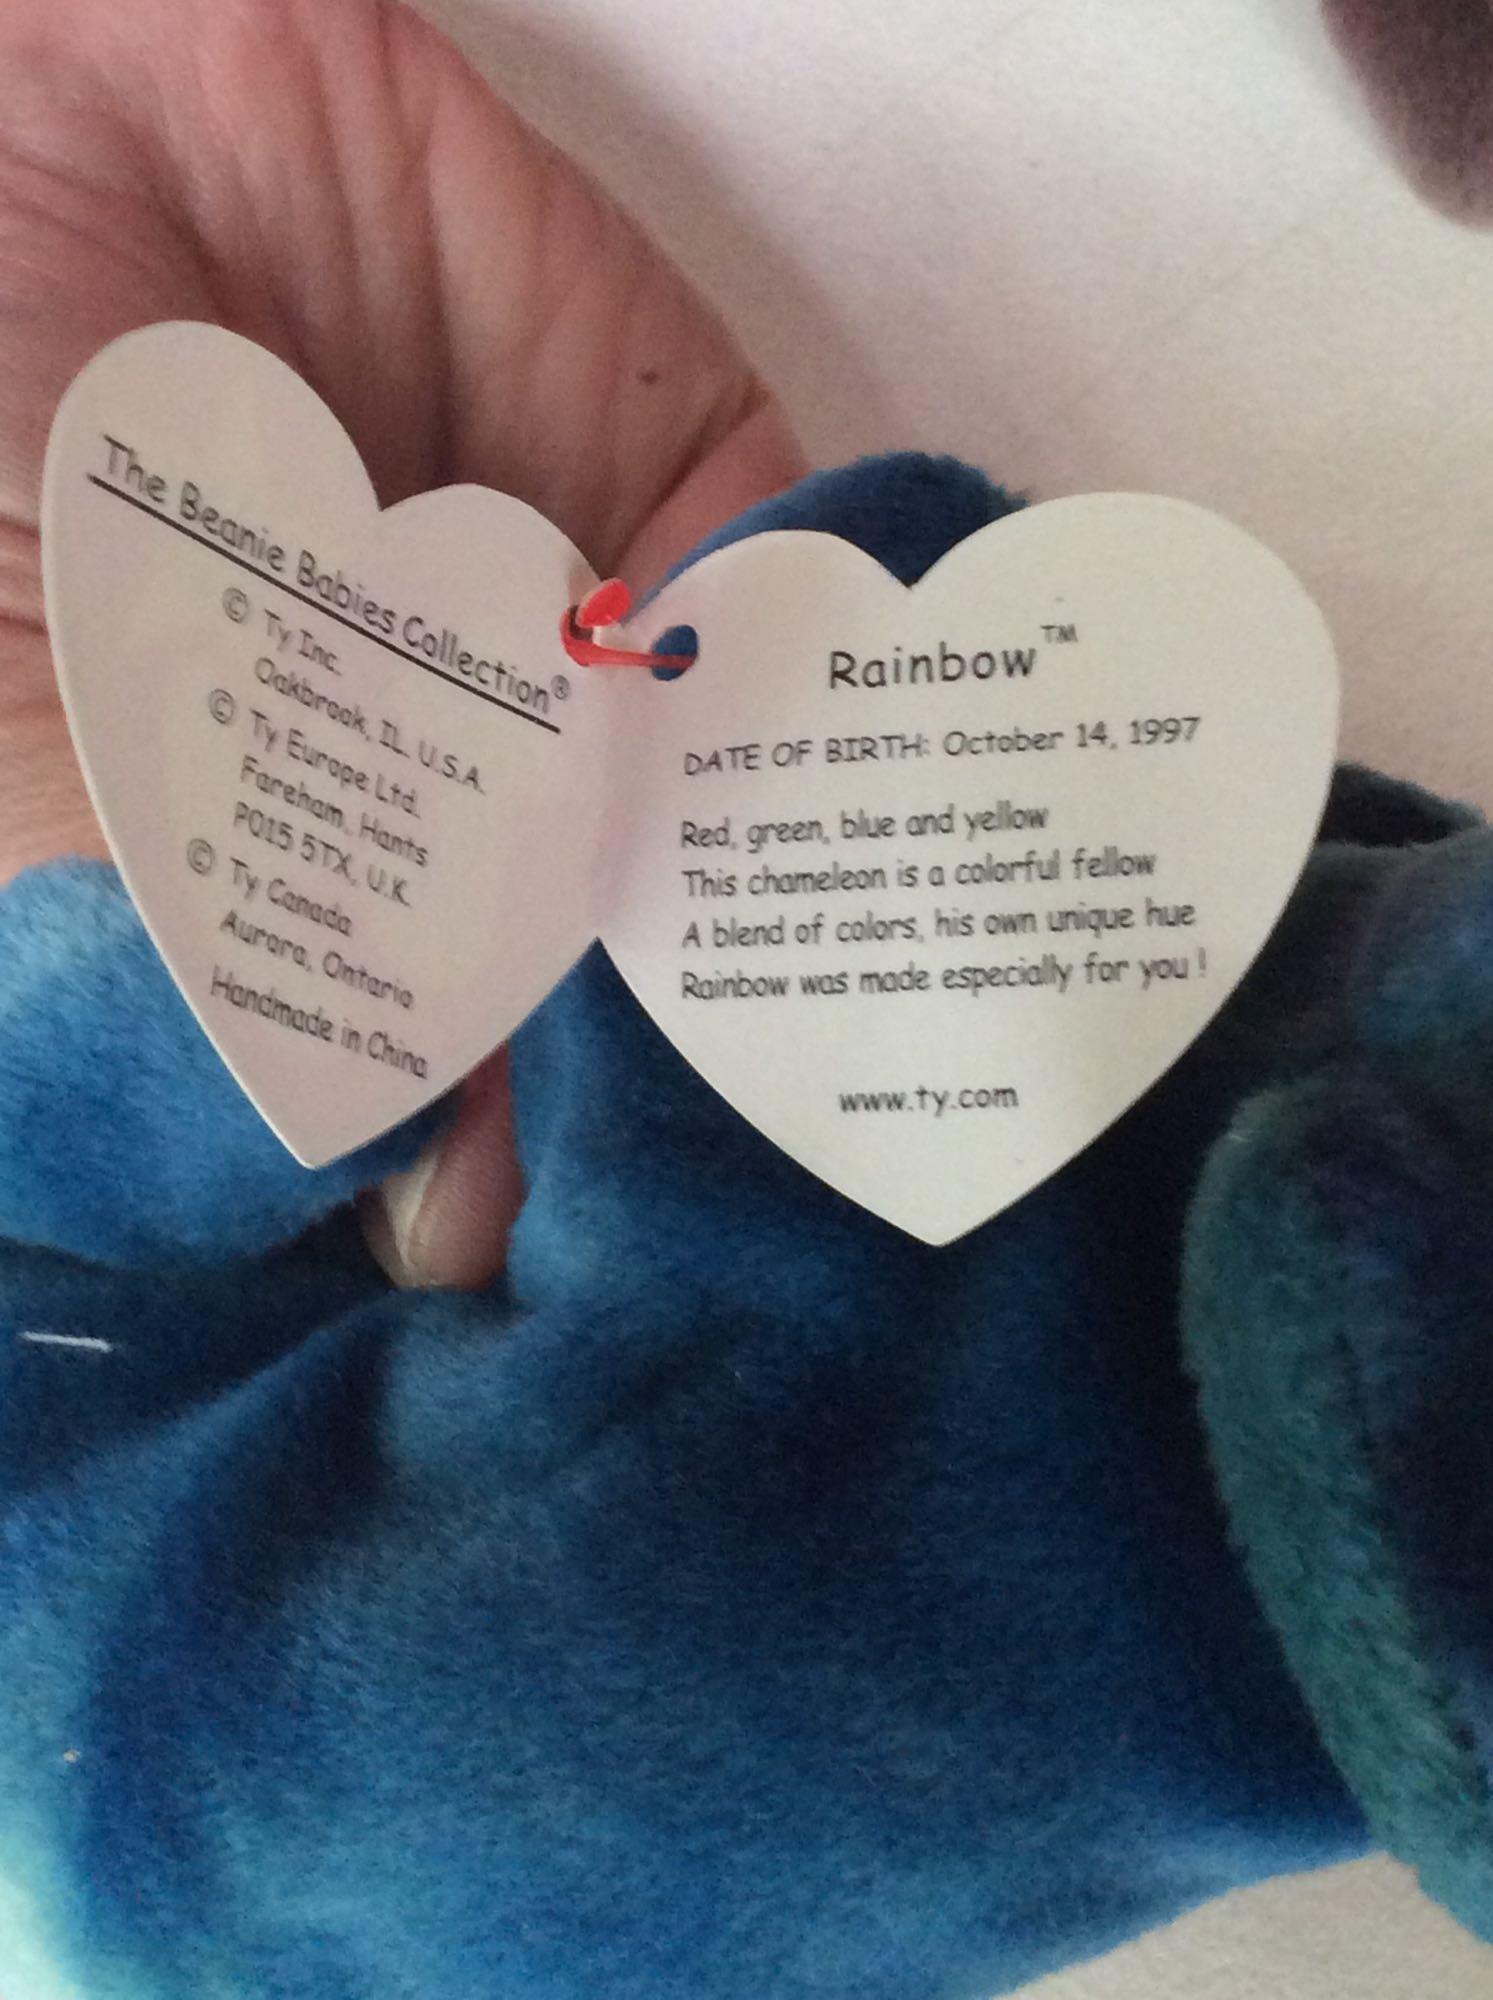 The Beanie Babies Collection®
© Ty Inc.
Oakbrook, IL. U.S.A.
© Ty Europe Ltd.
Fareham, Hants
P015 5TX, U.K.
© Ty Canada
Aurora, Ontario
Handmade in China
Rainbow™
DATE OF BIRTH: October 14, 1997
Red, green, blue and yellow
This chameleon is a colorful fellow
A blend of colors, his own unique hue
Rainbow was made especially for you !
www.ty.com